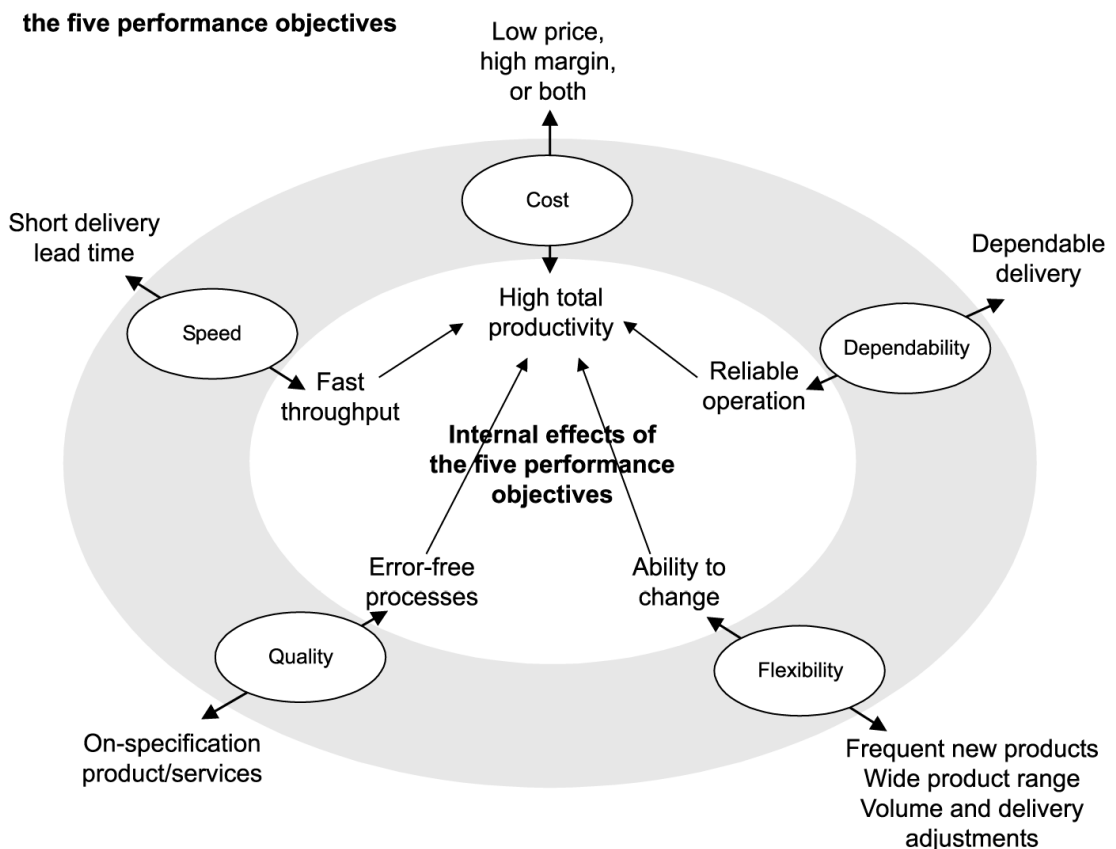 the five performance objectives
Low price,
high margin,
or both
Cost
Short delivery
lead time
Dependable
delivery
Speed
High total
productivity
Dependability
Fast
throughput
Reliable
operation
Internal effects of
the five performance
objectives
Error-free
processes
Ability to
change
Quality
Flexibility
On-specification
product/services
Frequent new products
Wide product range
Volume and delivery
adjustments